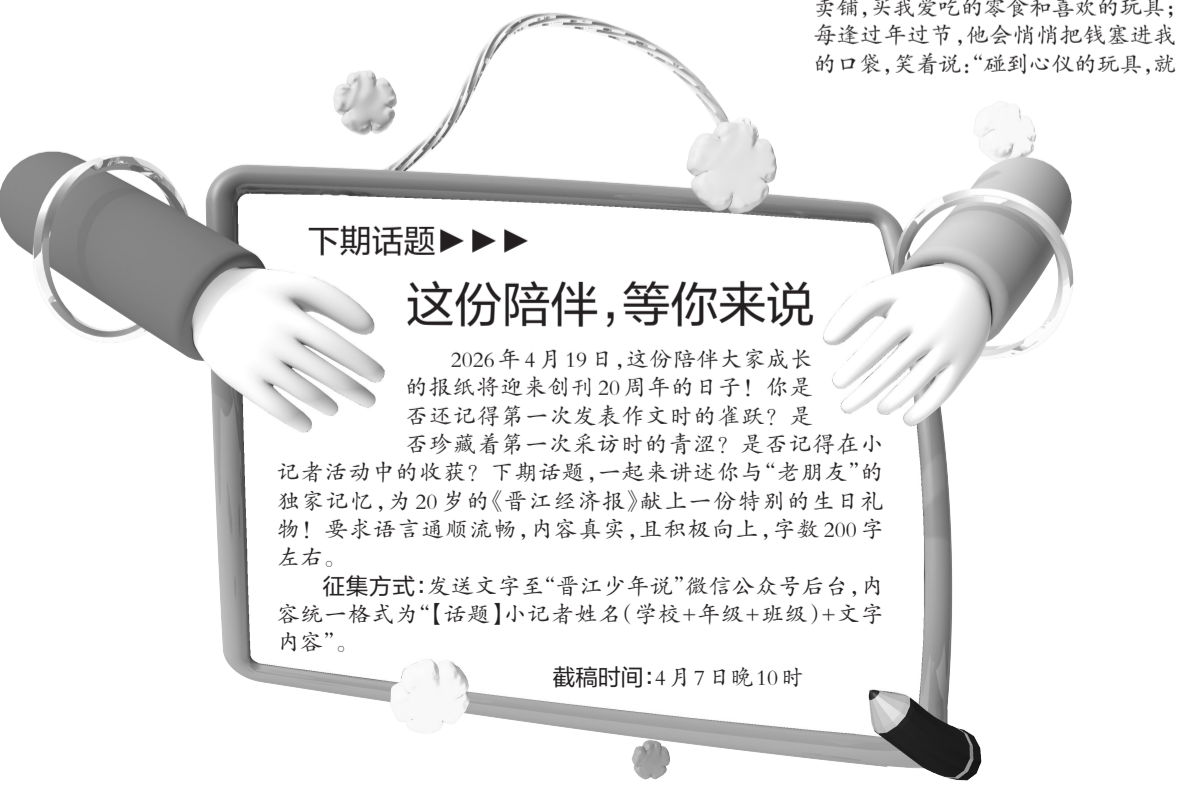 卖铺,买我爱吃的零食和喜欢的玩具;
每逢过年过节,他会悄悄把钱塞进我
的口袋,笑着说:“碰到心仪的玩具,就
下期话题▶▶▶
这份陪伴,等你来说
2026年4月19日,这份陪伴大家成长
的报纸将迎来创刊20周年的日子!你是
否还记得第一次发表作文时的雀跃?是
否珍藏着第一次采访时的青涩?是否记得在小
记者活动中的收获?下期话题,一起来讲述你与“老朋友”的
独家记忆,为20岁的《晋江经济报》献上一份特别的生日礼
物!要求语言通顺流畅,内容真实,且积极向上,字数200字
左右。
征集方式:发送文字至“晋江少年说”微信公众号后台,内
容统一格式为“【话题】小记者姓名(学校+年级+班级)+文字
内容”。
截稿时间:4月7日晚10时